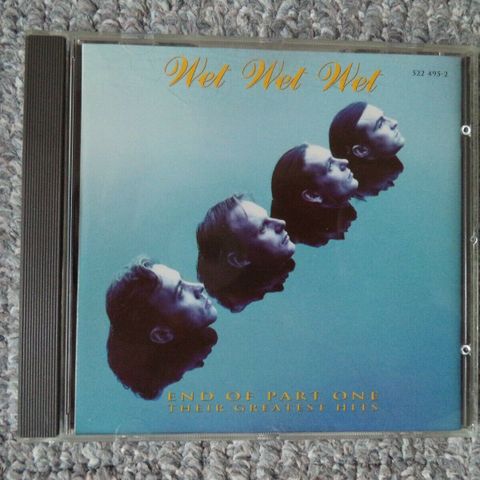 Wet Wet Wet
522 495-2
END OF PART ONE
THEIR GREATEST HITS